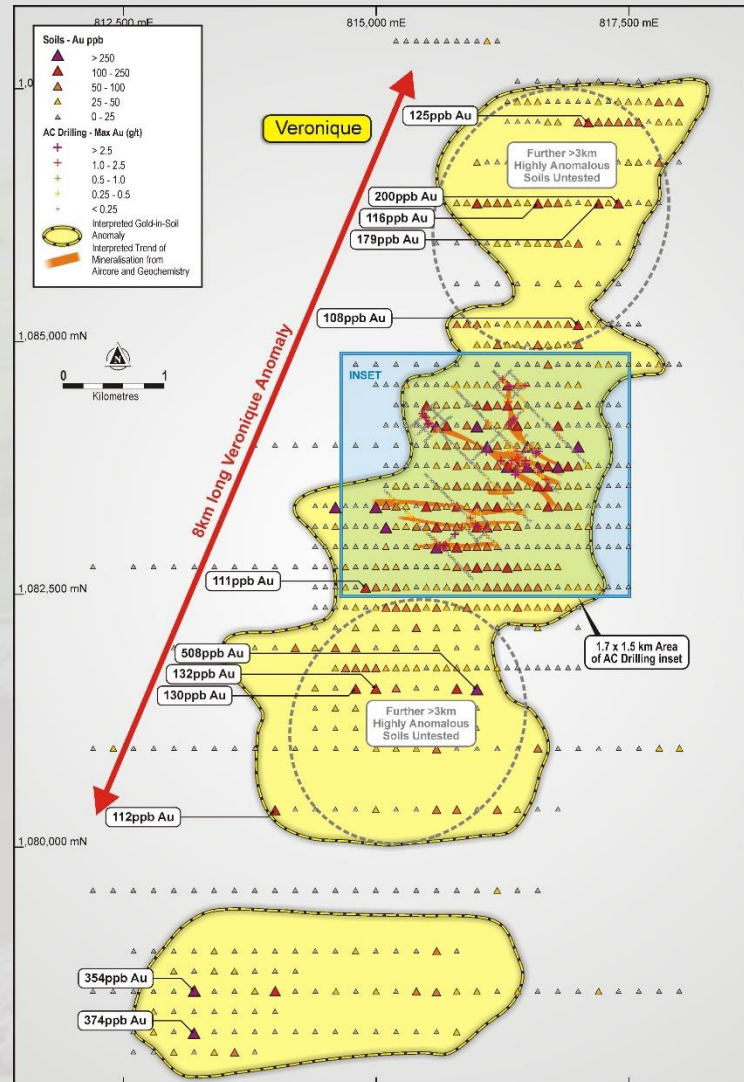 812,500 mE
815,000 mE
817,500 mE
Soils - Au ppb
> 250
100 - 250
50 - 100
25 - 50
0 - 25
AC Drilling - Max Au (g/t)
> 2.5
1.0 - 2.5
0.5 - 1.0
0.25 - 0.5
< 0.25
Interpreted Gold-in-Soil
Anomaly
Interpreted Trend of
Mineralisation from
Aircore and Geochemistry
Veronique
125ppb Au
Further >3km
Highly Anomalous
Soils Untested
200ppb Au
116ppb Au
179ppb Au
108ppb Au
1,085,000 mN
N
0 1
Kilometres
INSET
8km long Veronique Anomaly
111ppb Au
1,082,500 mN
1.7 x 1.5 km Area
of AC Drilling inset
508ppb Au
132ppb Au
130ppb Au
Further >3km
Highly Anomalous
Soils Untested
112ppb Au
1,080,000 mN
354ppb Au
374ppb Au